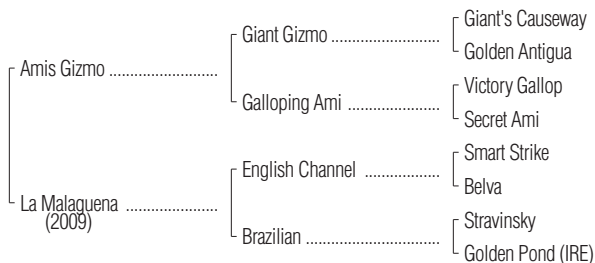 Giant's Causeway
Giant Gizmo ...........................
Golden Antigua
Amis Gizmo ...........................
Victory Gallop
Galloping Ami .......................
Secret Ami
Smart Strike
English Channel ...................
Belva
La Malaguena .......................
(2009)
Stravinsky
Brazilian .................................
Golden Pond (IRE)